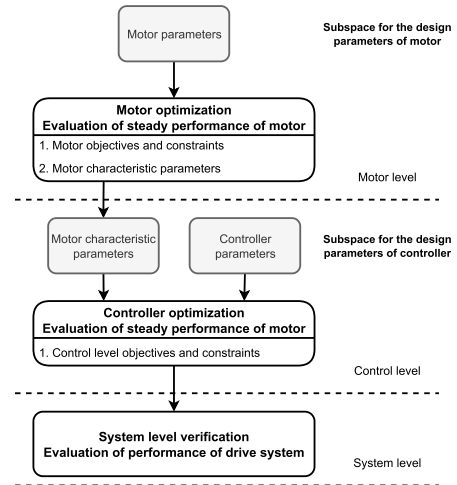 Motor parameters
Subspace for the design
parameters of motor
Motor optimization
Evaluation of steady performance of motor
1. Motor objectives and constraints
2. Motor characteristic parameters
Motor level
Motor characteristic
parameters
Controller
parameters
Subspace for the design
parameters of controller
Controller optimization
Evaluation of steady performance of motor
1. Control level objectives and constraints
Control level
System level verification
Evaluation of performance of drive system
System level